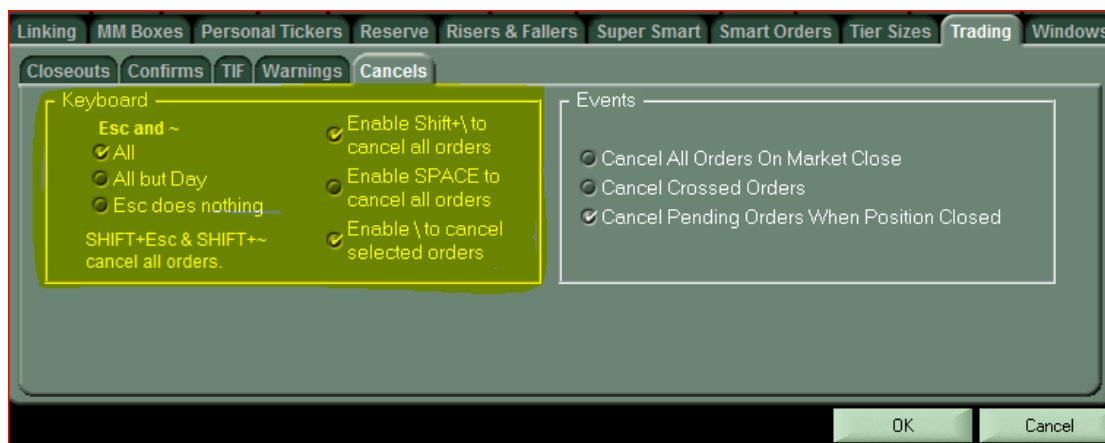 Linking MM Boxes Personal Tickers Reserve Risers & Fallers Super Smart Smart Orders Tier Sizes Trading Windows
Closeouts Confirms TIF Warnings Cancels
Keyboard
Esc and ~
All
All but Day
Esc does nothing
SHIFT+Esc & SHIFT+~
cancel all orders.
Enable Shift+\ to
cancel all orders
Enable SPACE to
cancel all orders
Enable \ to cancel
selected orders
Events
Cancel All Orders On Market Close
Cancel Crossed Orders
Cancel Pending Orders When Position Closed
OK Cancel